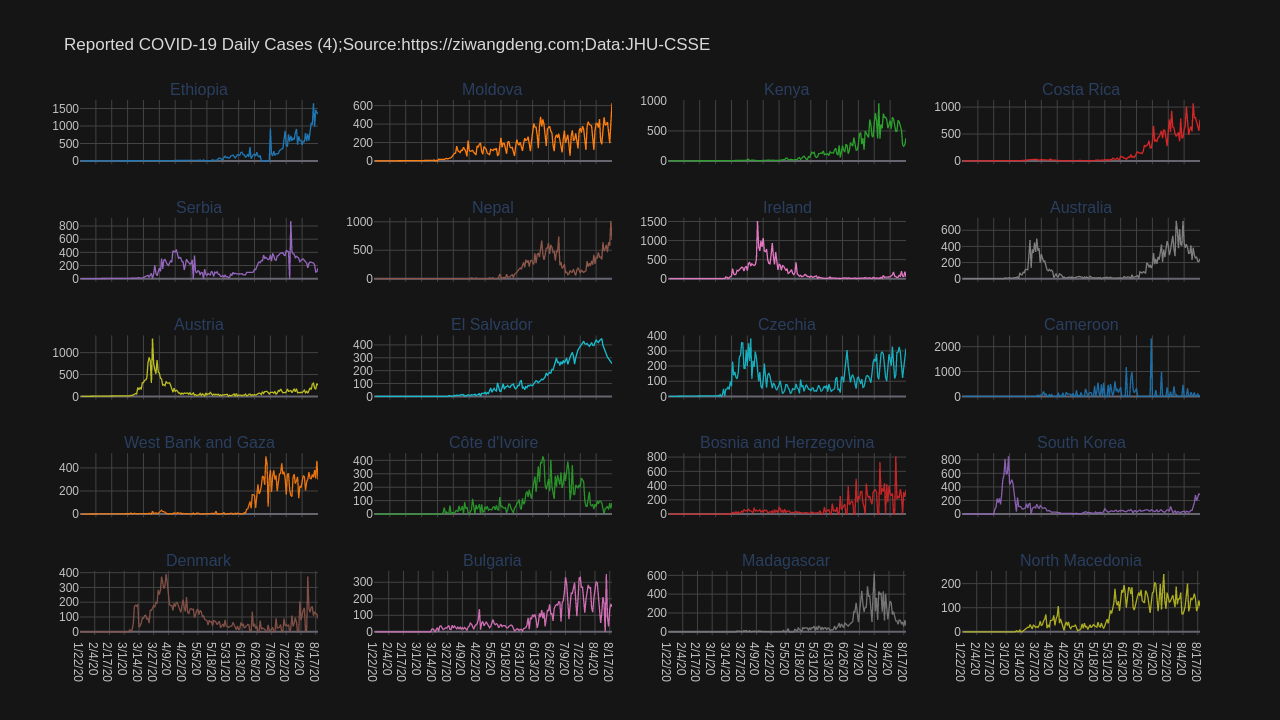 Reported COVID-19 Daily Cases (4);Source:https://ziwangdeng.com;Data:JHU-CSSE
Ethiopia Moldova Kenya Costa Rica
1500 1000 500 0
600 400 200 0
1000 500 0
1000 500 0
Serbia Nepal Ireland Australia
800 600 400 200 0
1000 500 0
1500 1000 500 0
600 400 200 0
Austria El Salvador Czechia Cameroon
1000 500 0
400 300 200 100 0
400 300 200 100 0
2000 1000 0
West Bank and Gaza Côte d'Ivoire Bosnia and Herzegovina South Korea
400 200 0
400 300 200 100 0
800 600 400 200 0
800 600 400 200 0
Denmark Bulgaria Madagascar North Macedonia
400 300 200 100 0
300 200 100 0
600 400 200 0
200 100 0
1/22/20 2/4/20 2/17/20 3/1/20 3/14/20 3/27/20 4/9/20 4/22/20 5/5/20 5/18/20 5/31/20 6/13/20 6/26/20 7/9/20 7/22/20 8/4/20 8/17/20
1/22/20 2/4/20 2/17/20 3/1/20 3/14/20 3/27/20 4/9/20 4/22/20 5/5/20 5/18/20 5/31/20 6/13/20 6/26/20 7/9/20 7/22/20 8/4/20 8/17/20
1/22/20 2/4/20 2/17/20 3/1/20 3/14/20 3/27/20 4/9/20 4/22/20 5/5/20 5/18/20 5/31/20 6/13/20 6/26/20 7/9/20 7/22/20 8/4/20 8/17/20
1/22/20 2/4/20 2/17/20 3/1/20 3/14/20 3/27/20 4/9/20 4/22/20 5/5/20 5/18/20 5/31/20 6/13/20 6/26/20 7/9/20 7/22/20 8/4/20 8/17/20